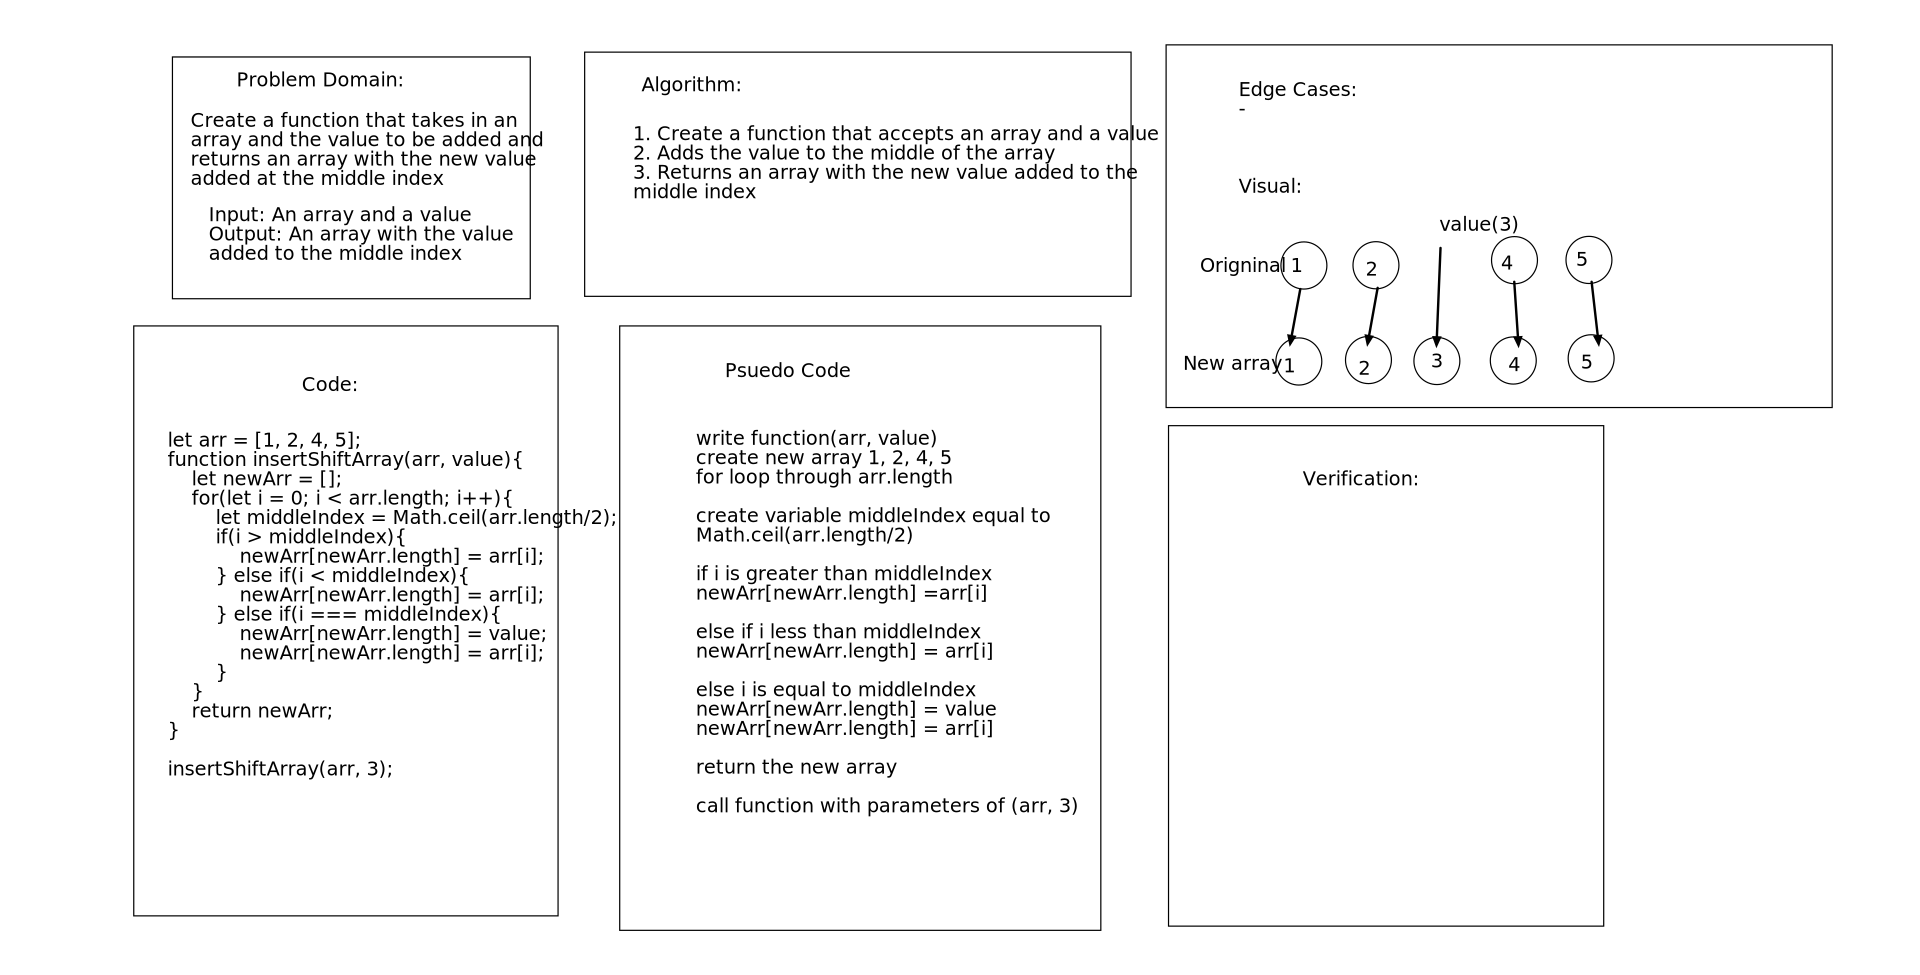 Problem Domain:
Create a function that takes in an
array and the value to be added and
returns an array with the new value
added at the middle index
Input: An array and a value
Output: An array with the value
added to the middle index
Algorithm:
1. Create a function that accepts an array and a value
2. Adds the value to the middle of the array
3. Returns an array with the new value added to the
middle index
Edge Cases:
-
Visual:
value(3)
Origninal 1 2 4 5
New array 1 2 3 4 5
Code:
let arr = [1, 2, 4, 5];
function insertShiftArray(arr, value){
let newArr = [];
for(let i = 0; i < arr.length; i++){
let middleIndex = Math.ceil(arr.length/2);
if(i > middleIndex){
newArr[newArr.length] = arr[i];
} else if(i < middleIndex){
newArr[newArr.length] = arr[i];
} else if(i === middleIndex){
newArr[newArr.length] = value;
newArr[newArr.length] = arr[i];
}
}
return newArr;
}
insertShiftArray(arr, 3);
Psuedo Code
write function(arr, value)
create new array 1, 2, 4, 5
for loop through arr.length
create variable middleIndex equal to
Math.ceil(arr.length/2)
if i is greater than middleIndex
newArr[newArr.length] =arr[i]
else if i less than middleIndex
newArr[newArr.length] = arr[i]
else i is equal to middleIndex
newArr[newArr.length] = value
newArr[newArr.length] = arr[i]
return the new array
call function with parameters of (arr, 3)
Verification: